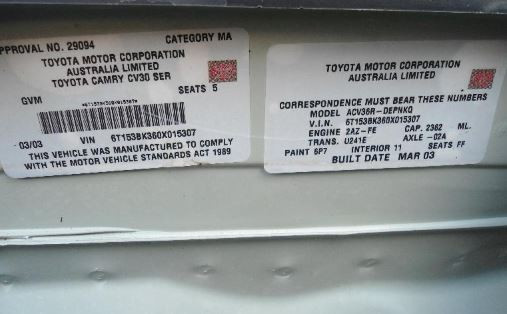 APPROVAL NO. 29094 CATEGORY MA
TOYOTA MOTOR CORPORATION
AUSTRALIA LIMITED
TOYOTA CAMRY CV30 SER
GVM SEATS 5
03/03 VIN 6T153BK360X015307
THIS VEHICLE WAS MANUFACTURED TO COMPLY
WITH THE MOTOR VEHICLE STANDARDS ACT 1989
TOYOTA MOTOR CORPORATION
AUSTRALIA LIMITED
CORRESPONDENCE MUST BEAR THESE NUMBERS
MODEL ACV36R-DEPNKQ
V.I.N. 6T153BK360X015307
ENGINE 2AZ-FE CAP. 2362 ML.
TRANS. U241E AXLE -02A
PAINT 6P7 INTERIOR 11 SEATS FF
BUILT DATE MAR 03